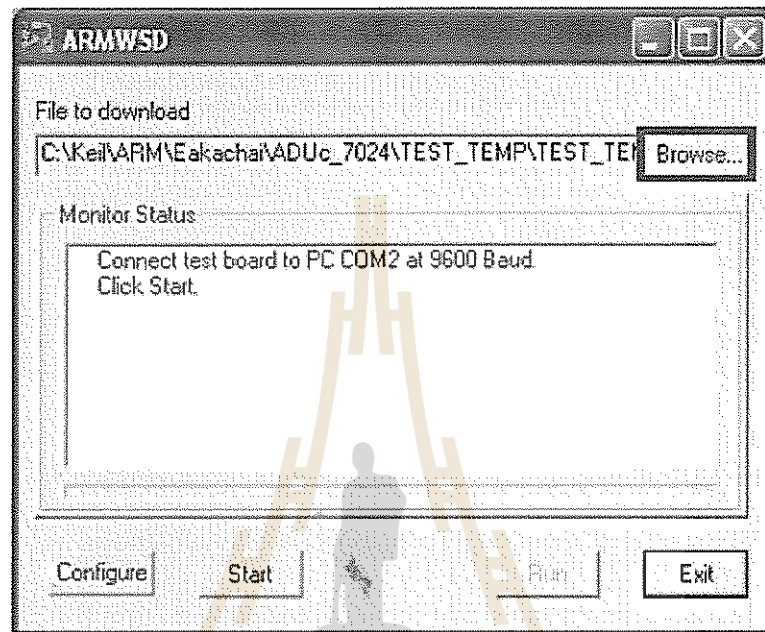 ARMWSD
File to download
C:\Keil\ARM\Eakachai\ADUc_7024\TEST_TEMP\TEST_TEM Browse...
Monitor Status
Connect test board to PC COM2 at 9600 Baud.
Click Start.
Configure Start Run Exit